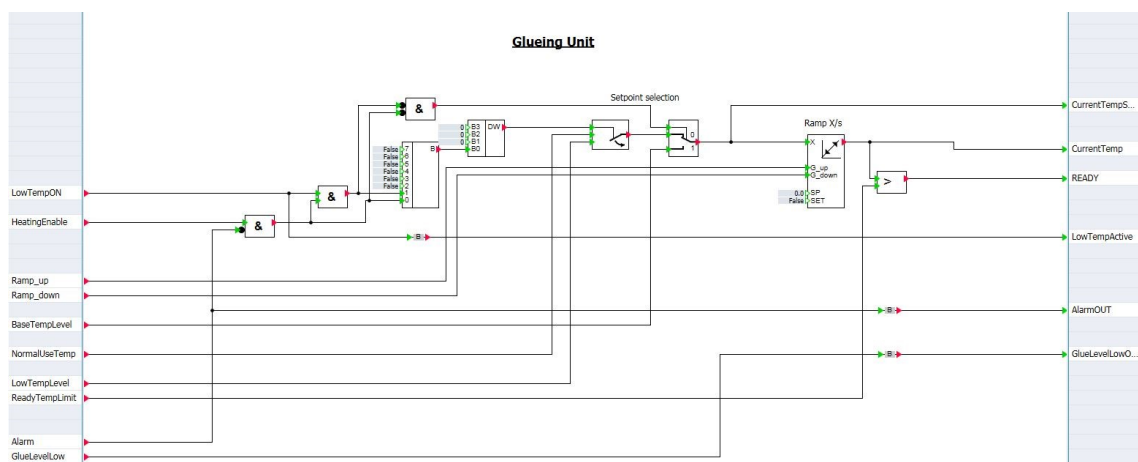 Glueing Unit
Setpoint selection
&
CurrentTempS...
0 B3 DW
0 B2
0 B1
B0
0
1
Ramp X/s
X
CurrentTemp
False 7 B
False 6
False 5
False 4
False 3
False 2
1
0
G_up
G_down
0.0 SP
False SET
>
READY
LowTempON
&
HeatingEnable
&
B
LowTempActive
Ramp_up
Ramp_down
B
AlarmOUT
BaseTempLevel
NormalUseTemp
B
GlueLevelLowO...
LowTempLevel
ReadyTempLimit
Alarm
GlueLevelLow